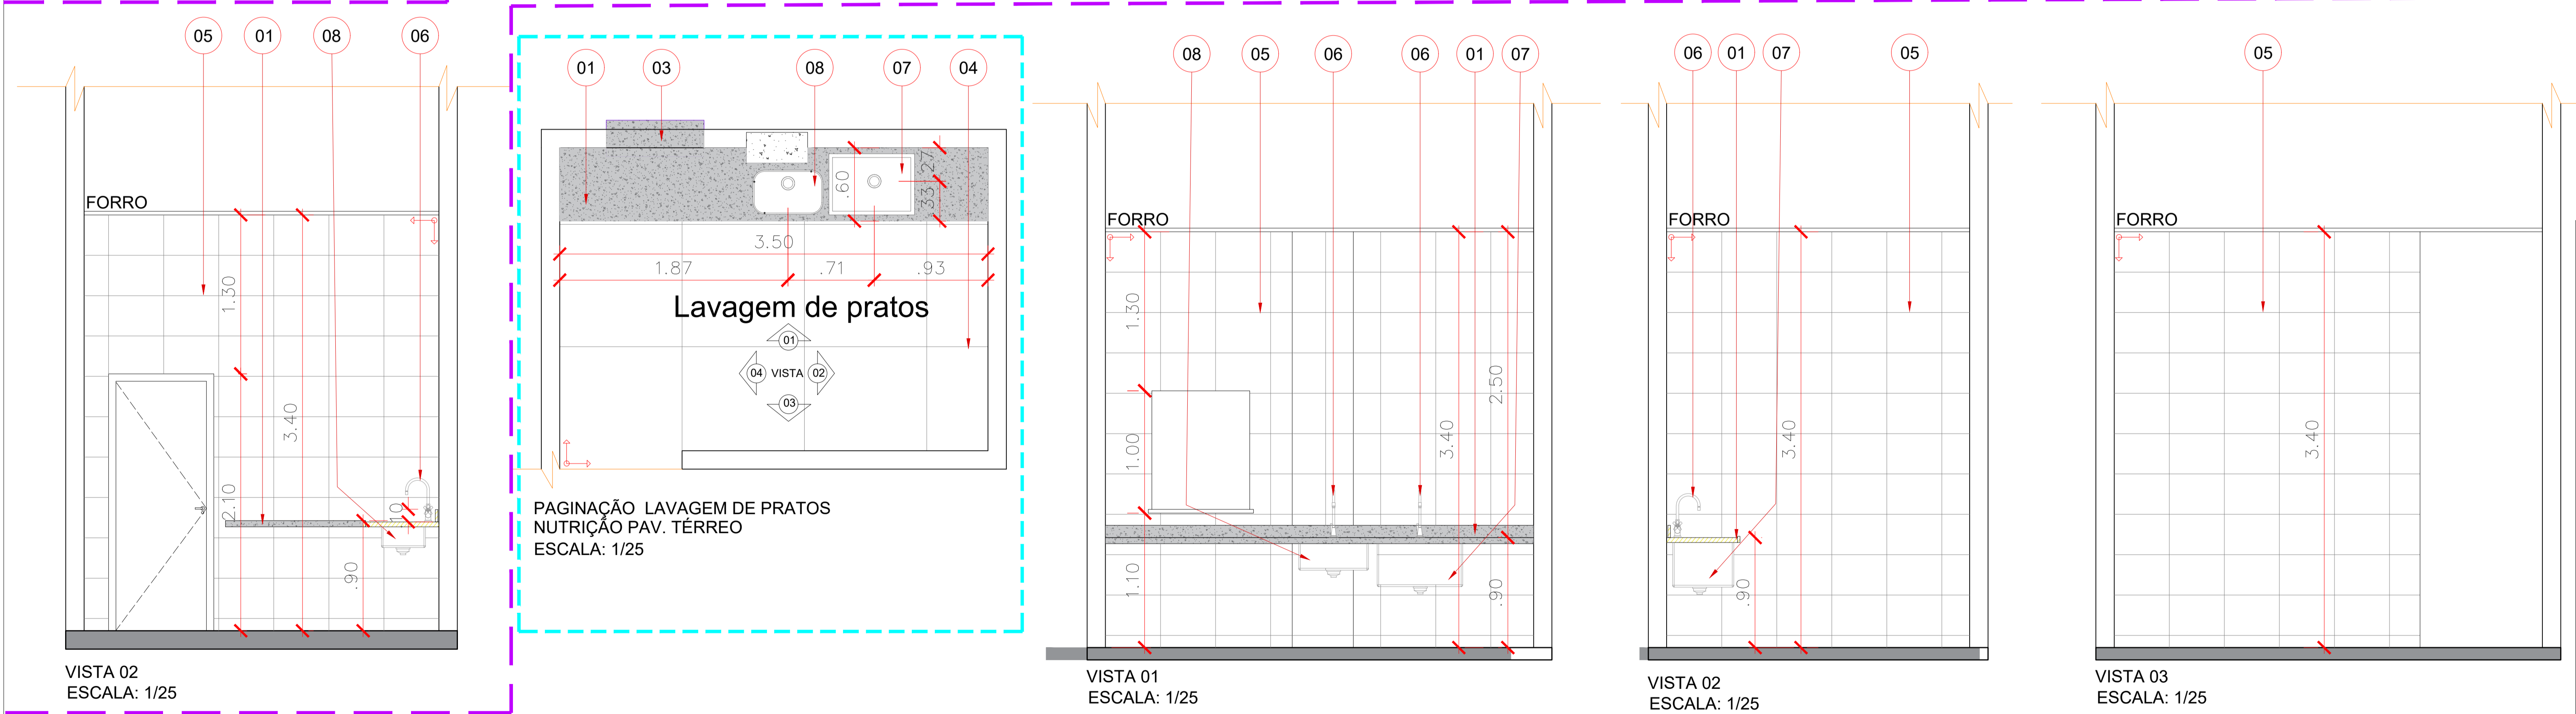 05 01 08 06
FORRO
1.30
3.40
2.10
.10
.90
VISTA 02
ESCALA: 1/25
01 03 08 07 04
.60
.27
.33
3.50
1.87 .71 .93
Lavagem de pratos
01
04 VISTA 02
03
PAGINAÇÃO LAVAGEM DE PRATOS
NUTRIÇÃO PAV. TÉRREO
ESCALA: 1/25
08 05 06 06 01 07
FORRO
1.30
2.50
1.00
3.40
1.10
.90
VISTA 01
ESCALA: 1/25
06 01 07 05
FORRO
3.40
.90
VISTA 02
ESCALA: 1/25
05
FORRO
3.40
VISTA 03
ESCALA: 1/25